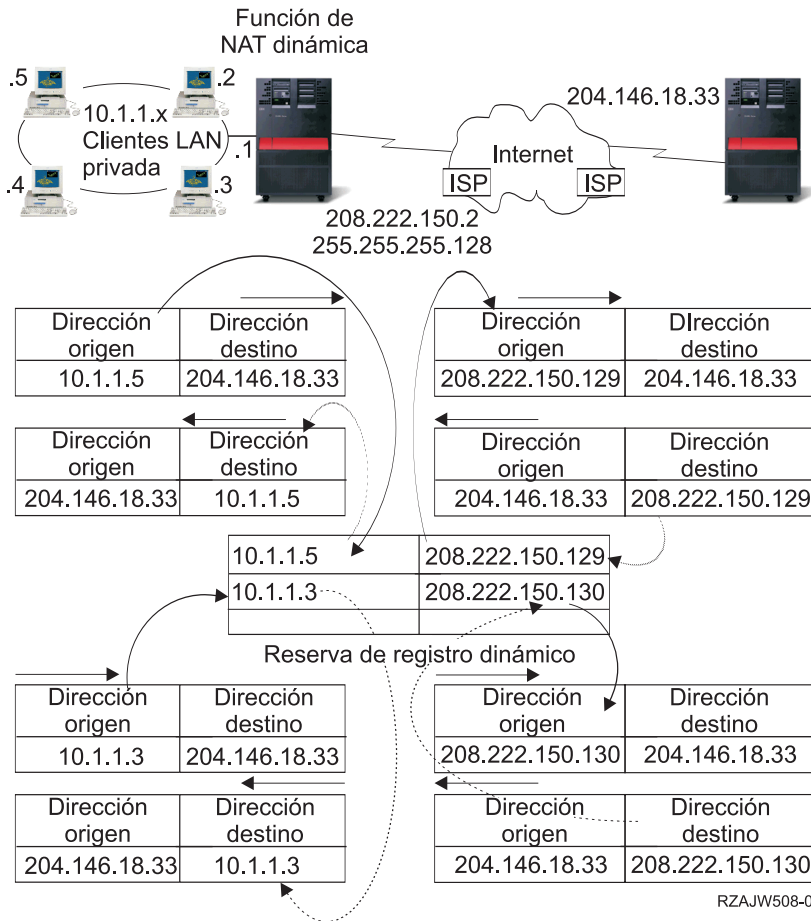 Función de
NAT dinámica
.5
.2
10.1.1.x
Clientes LAN
privada
.1
.4
.3
204.146.18.33
Internet
ISP
ISP
208.222.150.2
255.255.255.128
Dirección origen
Dirección destino
10.1.1.5
204.146.18.33
Dirección origen
DIrección destino
208.222.150.129
204.146.18.33
Dirección origen
Dirección destino
204.146.18.33
10.1.1.5
Dirección origen
Dirección destino
204.146.18.33
208.222.150.129
10.1.1.5
208.222.150.129
10.1.1.3
208.222.150.130
Reserva de registro dinámico
Dirección origen
Dirección destino
10.1.1.3
204.146.18.33
Dirección origen
Dirección destino
208.222.150.130
204.146.18.33
Dirección origen
Dirección destino
204.146.18.33
10.1.1.3
Dirección origen
Dirección destino
204.146.18.33
208.222.150.130
RZAJW508-0